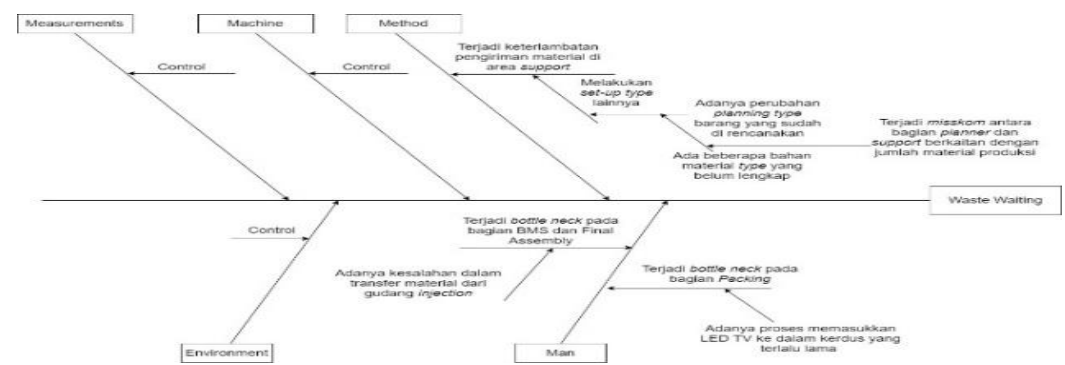 Measurements
Machine
Method
Control
Control
Terjadi keterlambatan
pengiriman material di
area support
Melakukan
set-up type
lainnya
Adanya perubahan
planning type
barang yang sudah
di rencanakan
Terjadi misskom antara
bagian planner dan
support berkaitan dengan
jumlah material produksi
Ada beberapa bahan
material type yang
belum lengkap
Waste Waiting
Control
Terjadi bottle neck pada
bagian BMS dan Final
Assembly
Adanya kesalahan dalam
transfer material dari
gudang injection
Terjadi bottle neck pada
bagian Packing
Adanya proses memasukkan
LED TV ke dalam kerdus yang
terlalu lama
Environment
Man